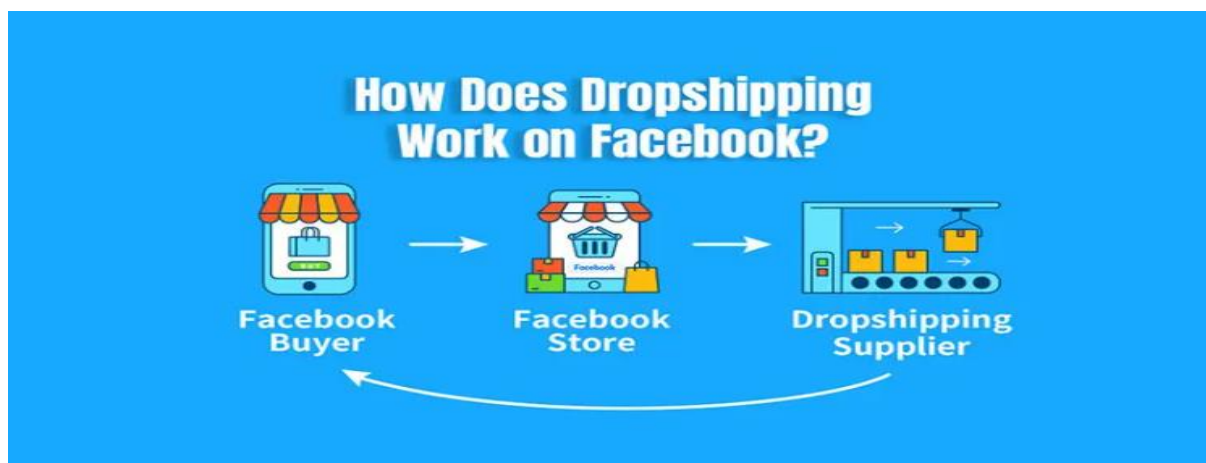 How Does Dropshipping
Work on Facebook?
BUY
Facebook
Facebook
Buyer
Facebook
Store
Dropshipping
Supplier